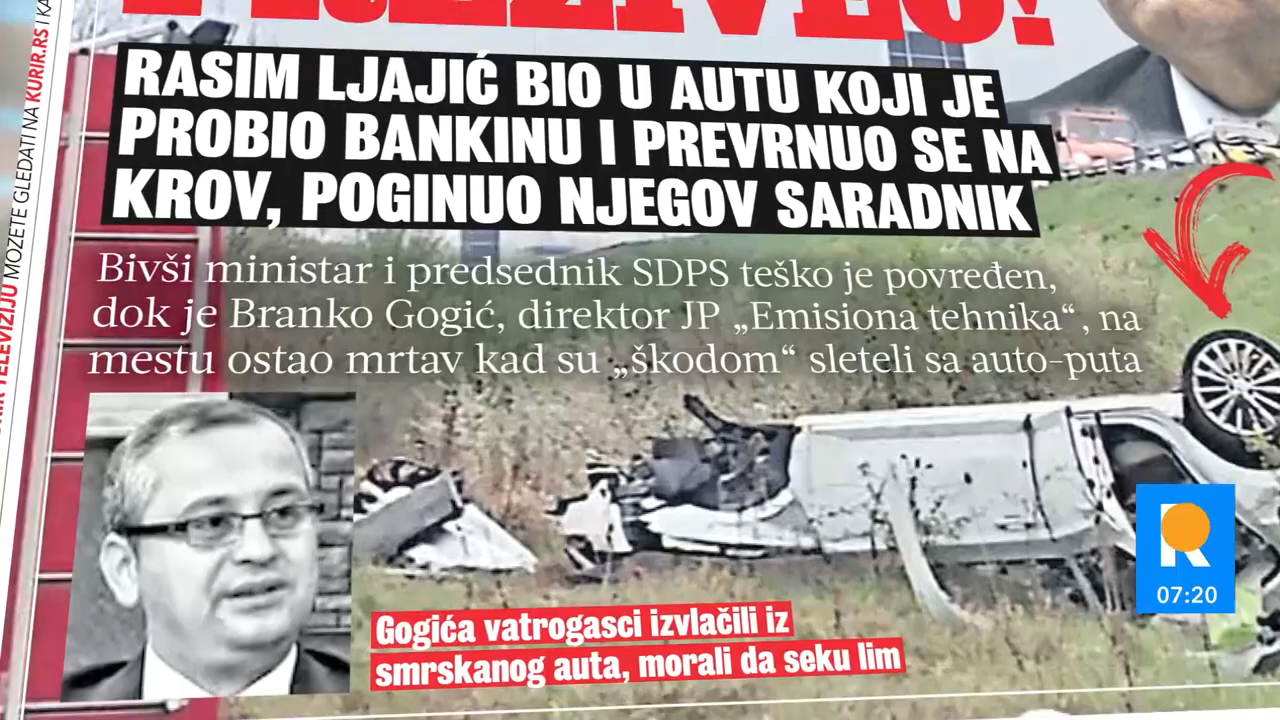 PREŽIVEO!
RASIM LJAJIĆ BIO U AUTU KOJI JE
PROBIO BANKINU I PREVRNUO SE NA
KROV, POGINUO NJEGOV SARADNIK
Bivši ministar i predsednik SDPS teško je povređen,
dok je Branko Gogić, direktor JP „Emisiona tehnika“, na
mestu ostao mrtav kad su „škodom“ sleteli sa auto-puta
Gogića vatrogasci izvlačili iz
smrskanog auta, morali da seku lim
TELEVIZIJU MOŽETE GLEDATI NA KURIR.RS I
R
07:20